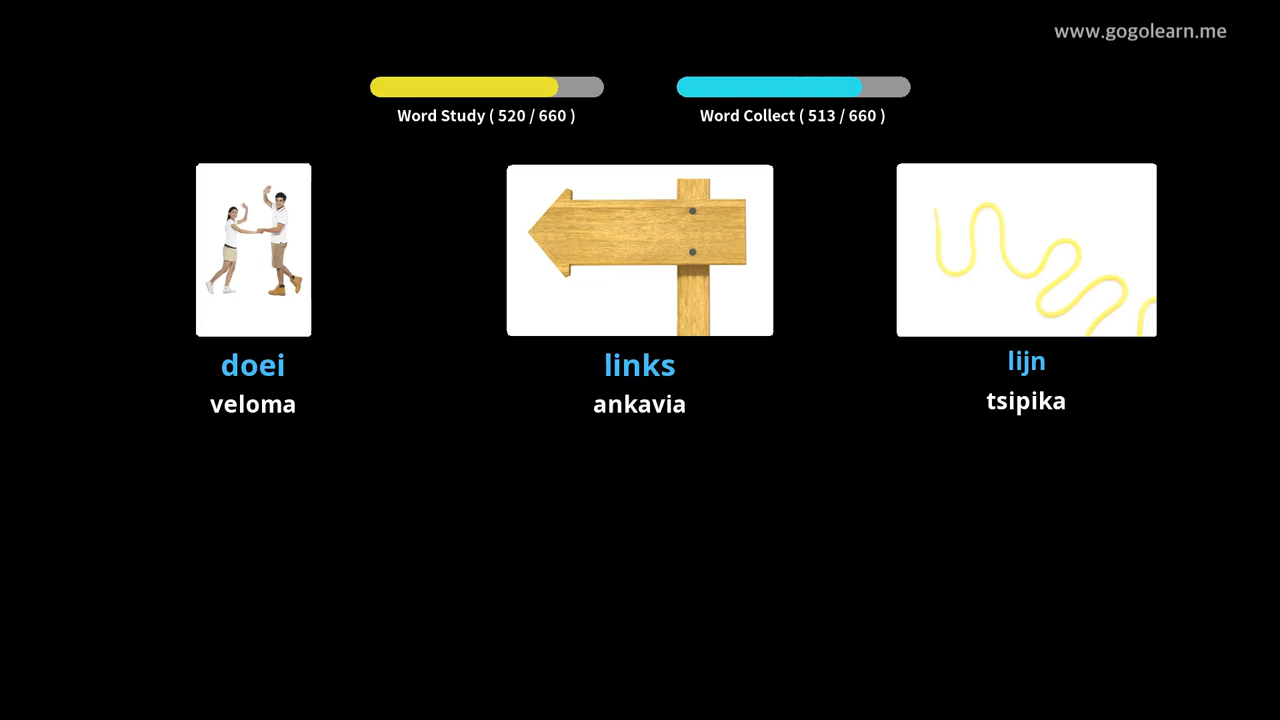 www.gogolearn.me
Word Study ( 520 / 660 )
Word Collect ( 513 / 660 )
doei
veloma
links
ankavia
lijn
tsipika